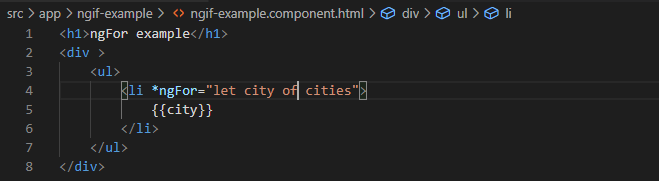 src > app > ngif-example > ngif-example.component.html > div > ul > li
1 <h1>ngFor example</h1>
2 <div >
3 <ul>
4 <li *ngFor="let city of cities">
5 {{city}}
6 </li>
7 </ul>
8 </div>